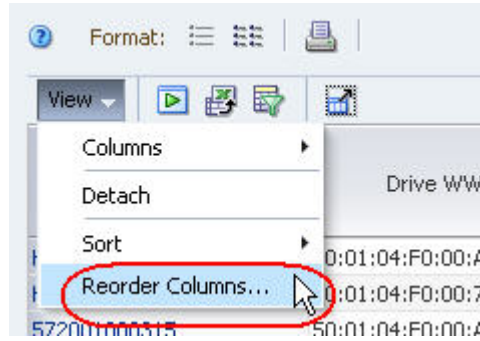 Format:
View
Columns
Drive WW
Detach
Sort
0:01:04:F0:00:A
Reorder Columns...
0:01:04:F0:00:7
572001000315
50:01:04:F0:00:A